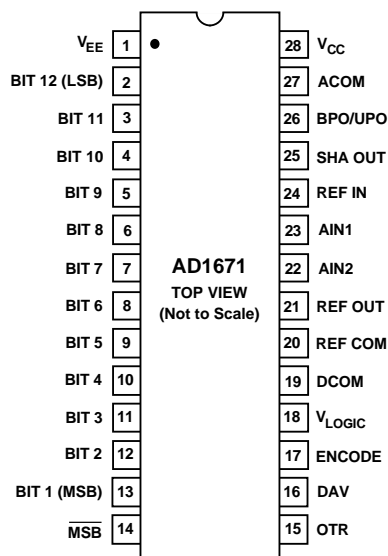 V_EE 1 28 V_CC
BIT 12 (LSB) 2 27 ACOM
BIT 11 3 26 BPO/UPO
BIT 10 4 25 SHA OUT
BIT 9 5 24 REF IN
BIT 8 6 23 AIN1
BIT 7 7 22 AIN2
AD1671
TOP VIEW
(Not to Scale)
BIT 6 8 21 REF OUT
BIT 5 9 20 REF COM
BIT 4 10 19 DCOM
BIT 3 11 18 V_LOGIC
BIT 2 12 17 ENCODE
BIT 1 (MSB) 13 16 DAV
M̅S̅B̅ 14 15 OTR